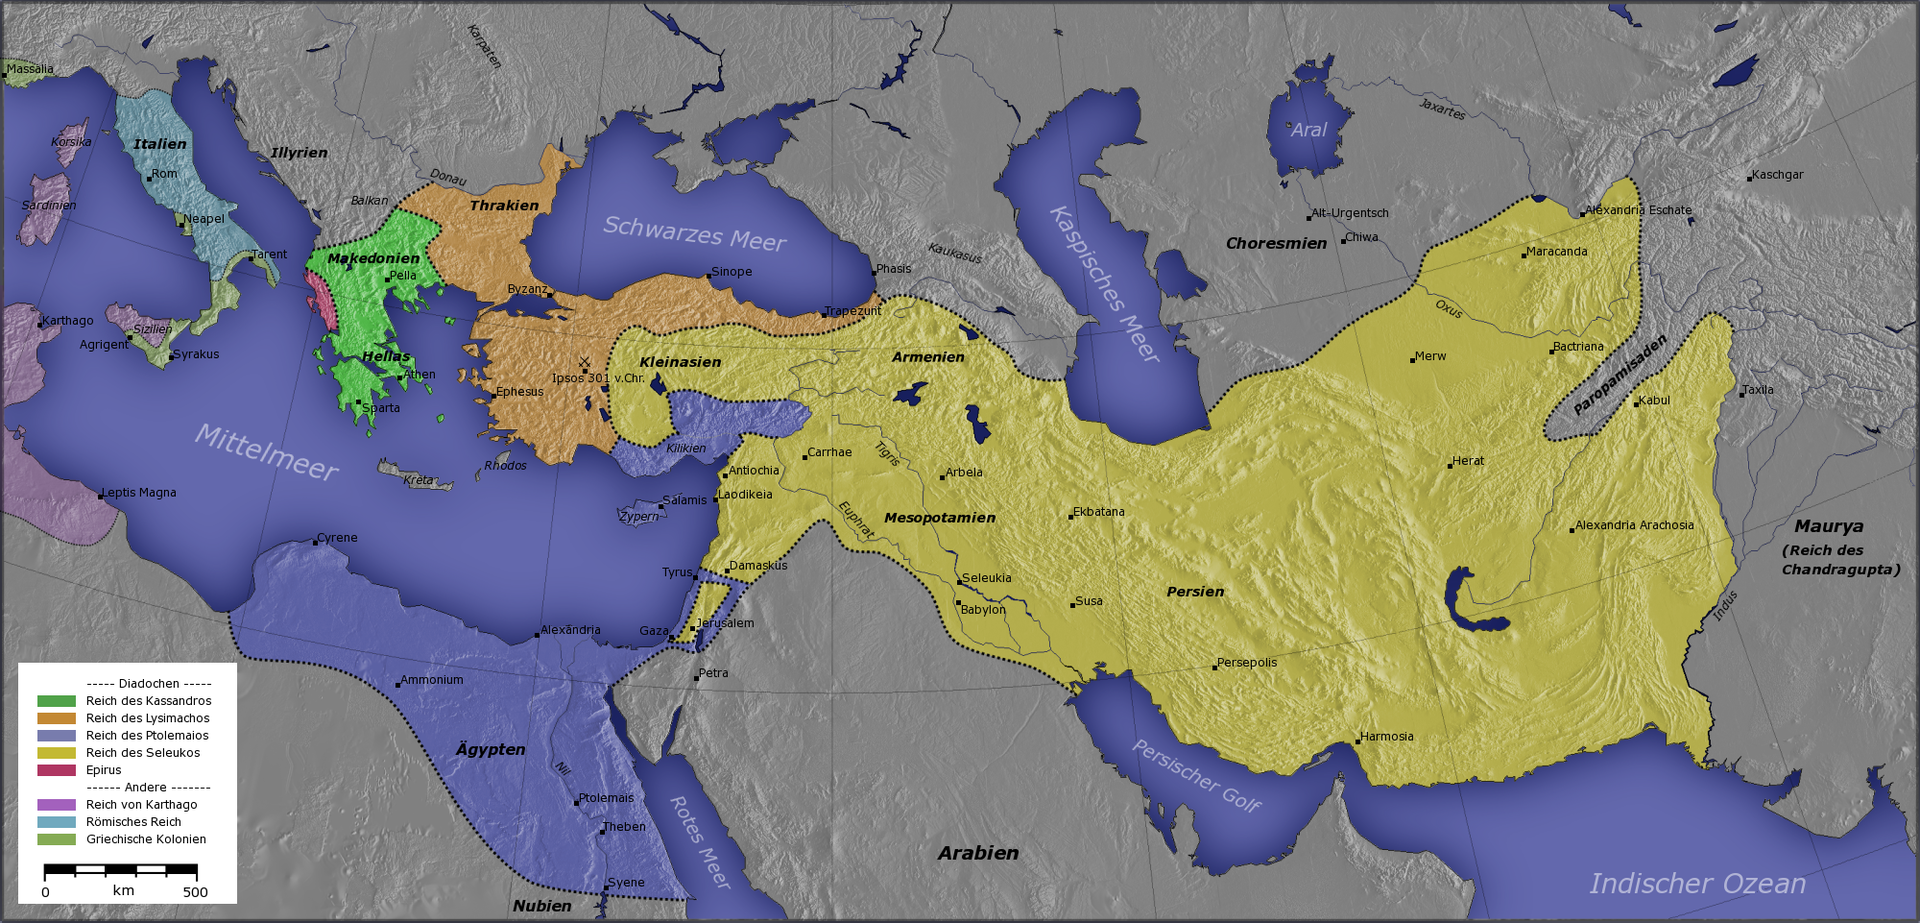 Massalia
Karpaten
Korsika
Italien
Rom
Illyrien
Sardinien
Neapel
Tarent
Balkan
Donau
Thrakien
Schwarzes Meer
Kaukasus
Kaspisches Meer
Aral
Jaxartes
Kaschgar
Alt-Urgentsch
Chiwa
Choresmien
Alexandria Eschate
Maracanda
Makedonien
Pella
Byzanz
Sinope
Phasis
Trapezunt
Karthago
Agrigent
Sizilien
Syrakus
Hellas
Athen
Sparta
Ephesus
Ipsos 301 v.Chr.
Kleinasien
Armenien
Oxus
Merw
Bactriana
Paropamisaden
Kabul
Taxila
Mittelmeer
Leptis Magna
Kreta
Rhodos
Kilikien
Antiochia
Laodikeia
Salamis
Zypern
Carrhae
Tigris
Arbela
Euphrat
Mesopotamien
Ekbatana
Herat
Alexandria Arachosia
Maurya
(Reich des
Chandragupta)
Indus
Cyrene
Tyrus
Damaskus
Seleukia
Babylon
Susa
Persien
Alexandria
Gaza
Jerusalem
Petra
Persepolis
Harmosia
Ammonium
Ägypten
Nil
Ptolemais
Theben
Syene
Nubien
Rotes Meer
Arabien
Persischer Golf
Indischer Ozean
----- Diadochen -----
Reich des Kassandros
Reich des Lysimachos
Reich des Ptolemaios
Reich des Seleukos
Epirus
------ Andere -------
Reich von Karthago
Römisches Reich
Griechische Kolonien
0 km 500